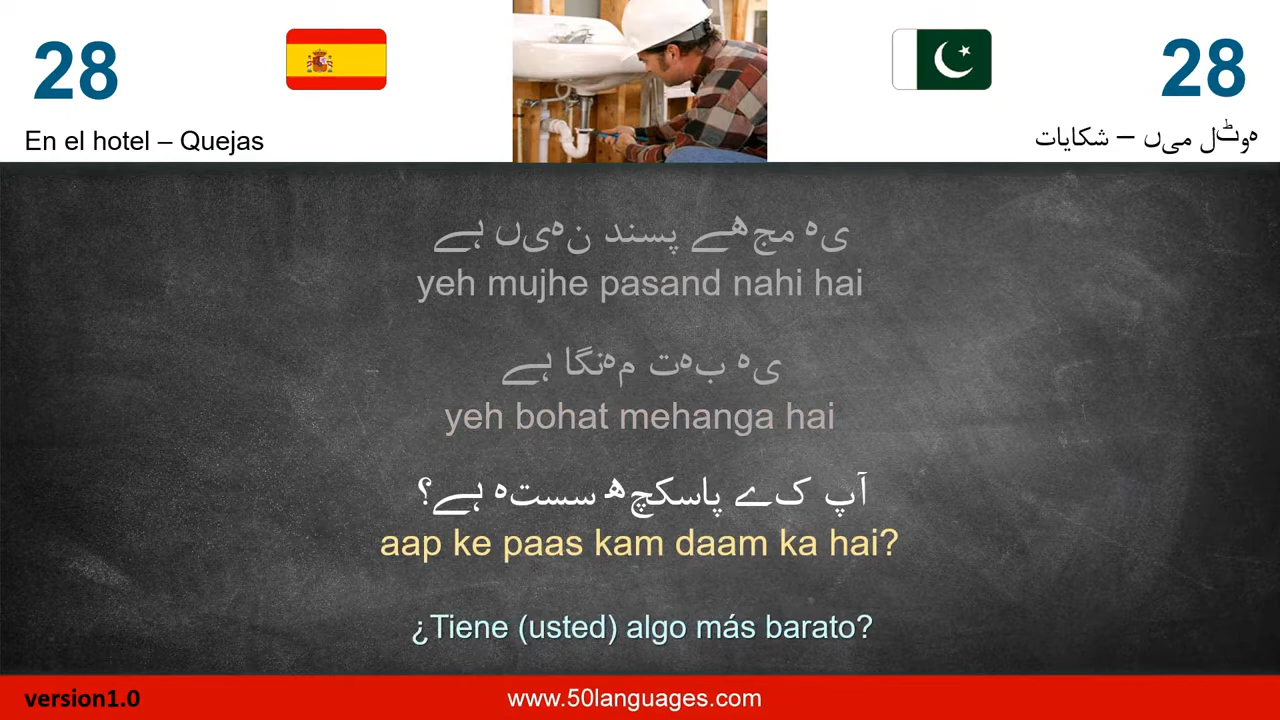 28
28
En el hotel – Quejas
ہوٹل میں – شکایات
یہ مجھے پسند نہیں ہے
yeh mujhe pasand nahi hai
یہ بہت مہنگا ہے
yeh bohat mehanga hai
آپ کے پاسکچھ سستہ ہے؟
aap ke paas kam daam ka hai?
¿Tiene (usted) algo más barato?
version1.0
www.50languages.com